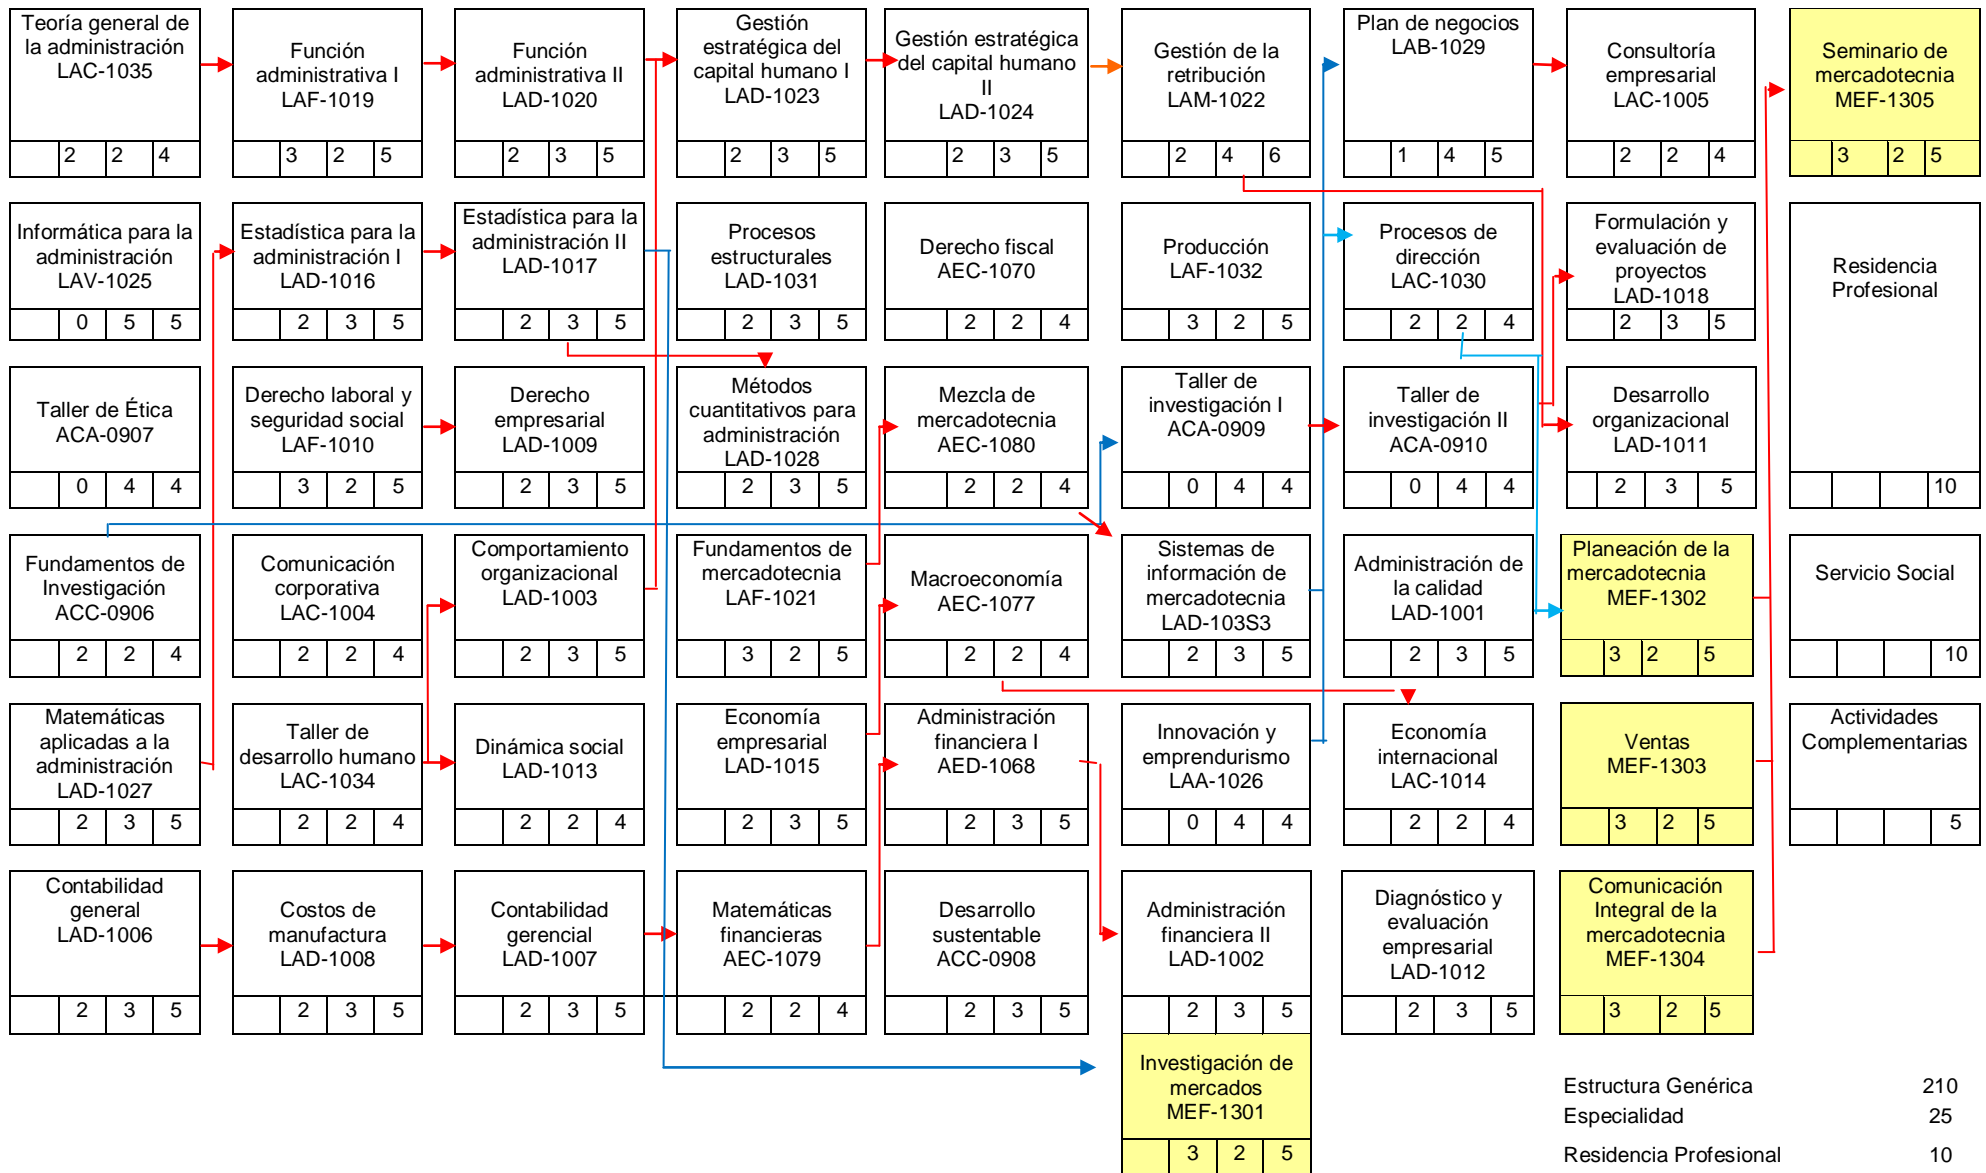 Teoría general de
la administración
LAC-1035
2 2 4
Función
administrativa I
LAF-1019
3 2 5
Función
administrativa II
LAD-1020
2 3 5
Gestión
estratégica del
capital humano I
LAD-1023
2 3 5
Gestión estratégica
del capital humano
II
LAD-1024
2 3 5
Gestión de la
retribución
LAM-1022
2 4 6
Plan de negocios
LAB-1029
1 4 5
Consultoría
empresarial
LAC-1005
2 2 4
Seminario de
mercadotecnia
MEF-1305
3 2 5
Informática para la
administración
LAV-1025
0 5 5
Estadística para la
administración I
LAD-1016
2 3 5
Estadística para la
administración II
LAD-1017
2 3 5
Procesos
estructurales
LAD-1031
2 3 5
Derecho fiscal
AEC-1070
2 2 4
Producción
LAF-1032
3 2 5
Procesos de
dirección
LAC-1030
2 2 4
Formulación y
evaluación de
proyectos
LAD-1018
2 3 5
Residencia
Profesional
10
Taller de Ética
ACA-0907
0 4 4
Derecho laboral y
seguridad social
LAF-1010
3 2 5
Derecho
empresarial
LAD-1009
2 3 5
Métodos
cuantitativos para
administración
LAD-1028
2 3 5
Mezcla de
mercadotecnia
AEC-1080
2 2 4
Taller de
investigación I
ACA-0909
0 4 4
Taller de
investigación II
ACA-0910
0 4 4
Desarrollo
organizacional
LAD-1011
2 3 5
Fundamentos de
Investigación
ACC-0906
2 2 4
Comunicación
corporativa
LAC-1004
2 2 4
Comportamiento
organizacional
LAD-1003
2 3 5
Fundamentos de
mercadotecnia
LAF-1021
3 2 5
Macroeconomía
AEC-1077
2 2 4
Sistemas de
información de
mercadotecnia
LAD-103S3
2 3 5
Administración de
la calidad
LAD-1001
2 3 5
Planeación de la
mercadotecnia
MEF-1302
3 2 5
Servicio Social
10
Matemáticas
aplicadas a la
administración
LAD-1027
2 3 5
Taller de
desarrollo humano
LAC-1034
2 2 4
Dinámica social
LAD-1013
2 2 4
Economía
empresarial
LAD-1015
2 3 5
Administración
financiera I
AED-1068
2 3 5
Innovación y
emprendurismo
LAA-1026
0 4 4
Economía
internacional
LAC-1014
2 2 4
Ventas
MEF-1303
3 2 5
Actividades
Complementarias
5
Contabilidad
general
LAD-1006
2 3 5
Costos de
manufactura
LAD-1008
2 3 5
Contabilidad
gerencial
LAD-1007
2 3 5
Matemáticas
financieras
AEC-1079
2 2 4
Desarrollo
sustentable
ACC-0908
2 3 5
Administración
financiera II
LAD-1002
2 3 5
Diagnóstico y
evaluación
empresarial
LAD-1012
2 3 5
Comunicación
Integral de la
mercadotecnia
MEF-1304
3 2 5
Investigación de
mercados
MEF-1301
3 2 5
Estructura Genérica 210
Especialidad 25
Residencia Profesional 10